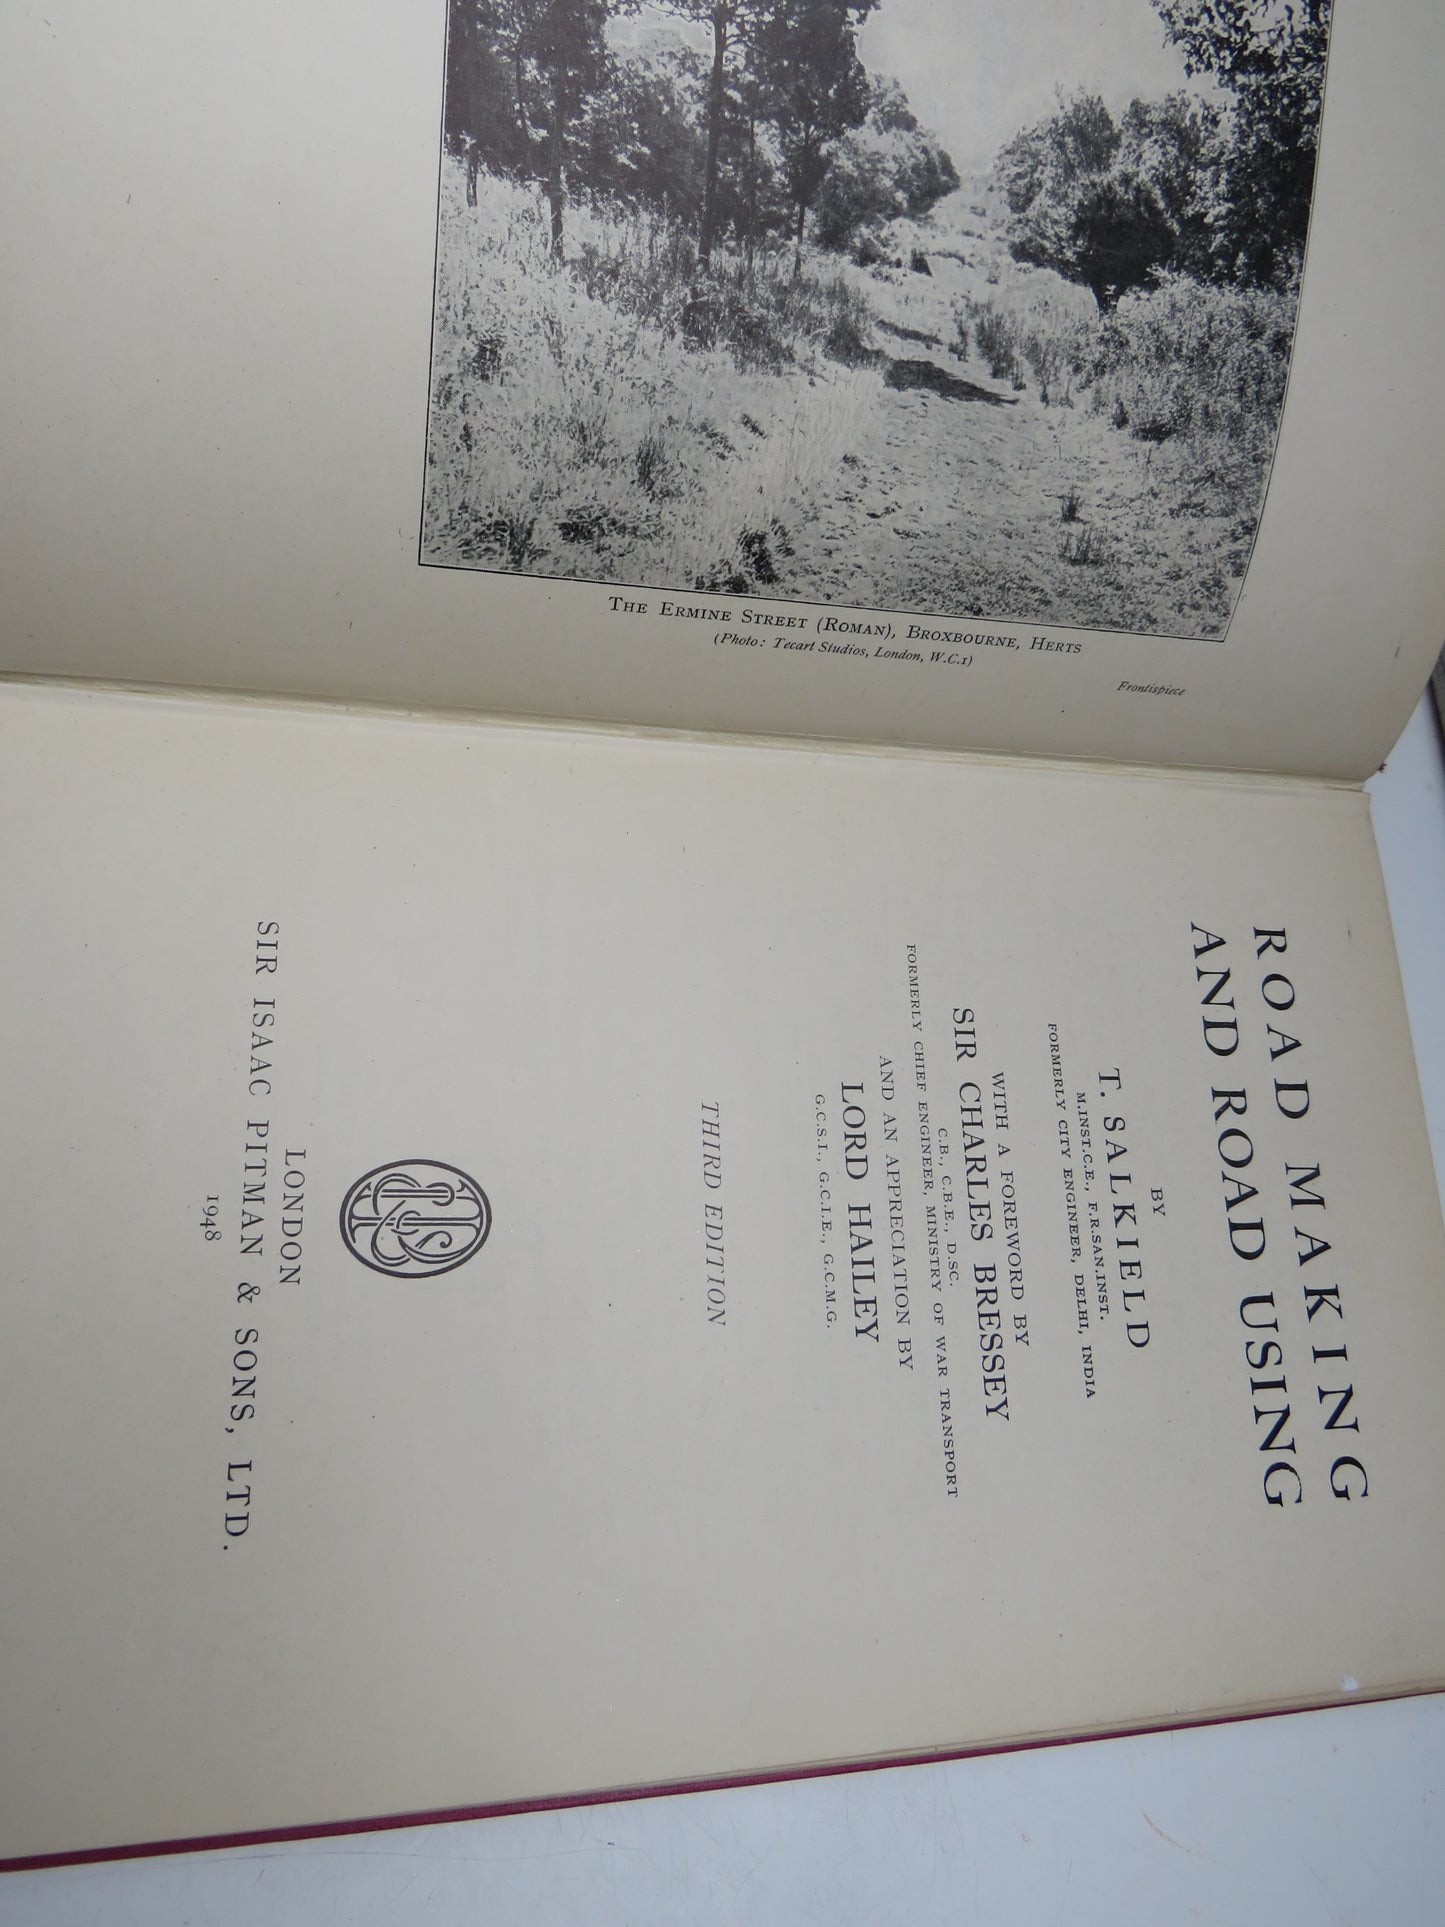 THE ERMINE STREET (ROMAN), BROXBOURNE, HERTS
(Photo: Tecart Studios, London, W.C.1)
Frontispiece
ROAD MAKING
AND ROAD USING
BY
T. SALKIELD
M.INST.C.E., F.R.SAN.INST.
FORMERLY CITY ENGINEER, DELHI, INDIA
WITH A FOREWORD BY
SIR CHARLES BRESSEY
C.B., C.B.E., D.SC.
FORMERLY CHIEF ENGINEER, MINISTRY OF WAR TRANSPORT
AND AN APPRECIATION BY
LORD HAILEY
G.C.S.I., G.C.I.E., G.C.M.G.
THIRD EDITION
LONDON
SIR ISAAC PITMAN & SONS, LTD.
1948